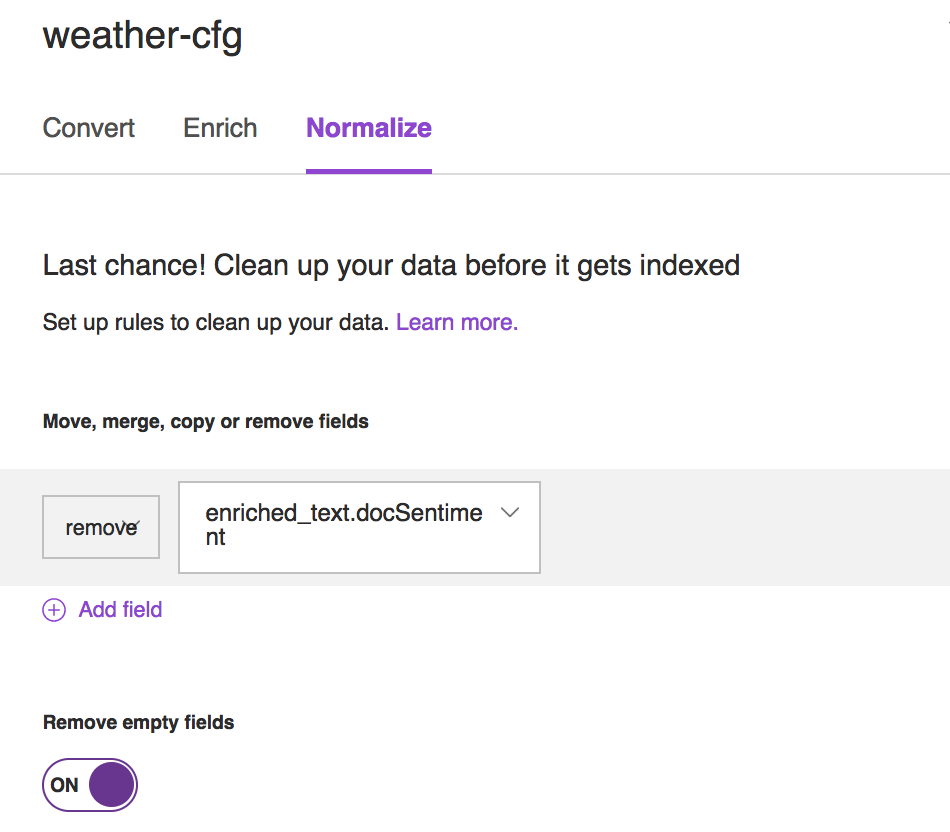 weather-cfg
Convert Enrich Normalize
Last chance! Clean up your data before it gets indexed
Set up rules to clean up your data. Learn more.
Move, merge, copy or remove fields
remove enriched_text.docSentime
nt
Add field
Remove empty fields
ON